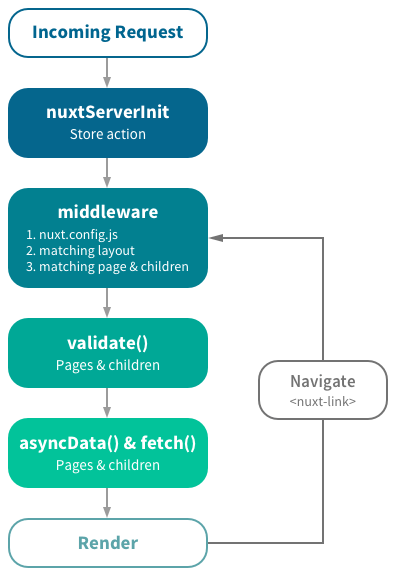 Incoming Request
nuxtServerInit
Store action
middleware
1. nuxt.config.js
2. matching layout
3. matching page & children
validate()
Pages & children
asyncData() & fetch()
Pages & children
Render
Navigate
<nuxt-link>